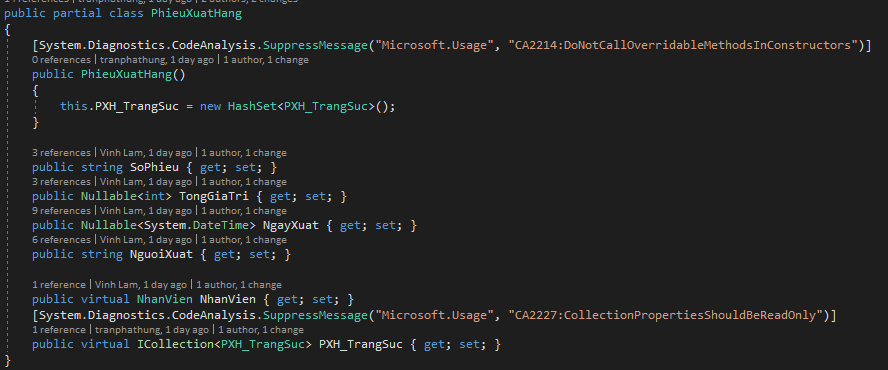 public partial class PhieuXuatHang
{
[System.Diagnostics.CodeAnalysis.SuppressMessage("Microsoft.Usage", "CA2214:DoNotCallOverridableMethodsInConstructors")]
0 references | tranphathung, 1 day ago | 1 author, 1 change
public PhieuXuatHang()
{
this.PXH_TrangSuc = new HashSet<PXH_TrangSuc>();
}
3 references | Vinh Lam, 1 day ago | 1 author, 1 change
public string SoPhieu { get; set; }
3 references | Vinh Lam, 1 day ago | 1 author, 1 change
public Nullable<int> TongGiaTri { get; set; }
9 references | Vinh Lam, 1 day ago | 1 author, 1 change
public Nullable<System.DateTime> NgayXuat { get; set; }
6 references | Vinh Lam, 1 day ago | 1 author, 1 change
public string NguoiXuat { get; set; }
1 reference | Vinh Lam, 1 day ago | 1 author, 1 change
public virtual NhanVien NhanVien { get; set; }
[System.Diagnostics.CodeAnalysis.SuppressMessage("Microsoft.Usage", "CA2227:CollectionPropertiesShouldBeReadOnly")]
1 reference | tranphathung, 1 day ago | 1 author, 1 change
public virtual ICollection<PXH_TrangSuc> PXH_TrangSuc { get; set; }
}